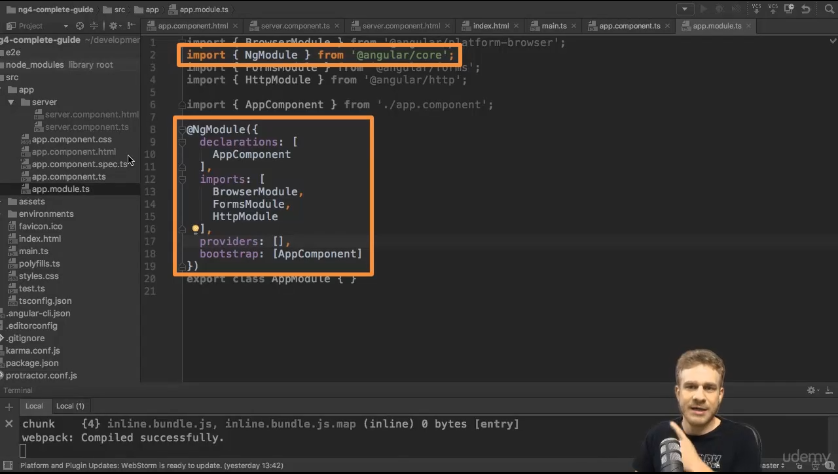 ng4-complete-guide src app app.module.ts
Project
app.component.html server.component.ts server.component.html index.html main.ts app.component.ts app.module.ts
ng4-complete-guide ~/developmen
e2e
node_modules library root
src
app
server
server.component.html
server.component.ts
app.component.css
app.component.html
app.component.spec.ts
app.component.ts
app.module.ts
assets
environments
favicon.ico
index.html
main.ts
polyfills.ts
styles.css
test.ts
tsconfig.json
.angular-cli.json
.editorconfig
.gitignore
karma.conf.js
package.json
protractor.conf.js
1 import { BrowserModule } from '@angular/platform-browser';
2 import { NgModule } from '@angular/core';
3 import { FormsModule } from '@angular/forms';
4 import { HttpModule } from '@angular/http';
5
6 import { AppComponent } from './app.component';
7
8 @NgModule({
9 declarations: [
10 AppComponent
11 ],
12 imports: [
13 BrowserModule,
14 FormsModule,
15 HttpModule
16 ],
17 providers: [],
18 bootstrap: [AppComponent]
19 })
20 export class AppModule { }
21
Terminal
Local Local (1)
chunk {4} inline.bundle.js, inline.bundle.js.map (inline) 0 bytes [entry]
webpack: Compiled successfully.
Platform and Plugin Updates: WebStorm is ready to update. (yesterday 13:42)
master
udemy